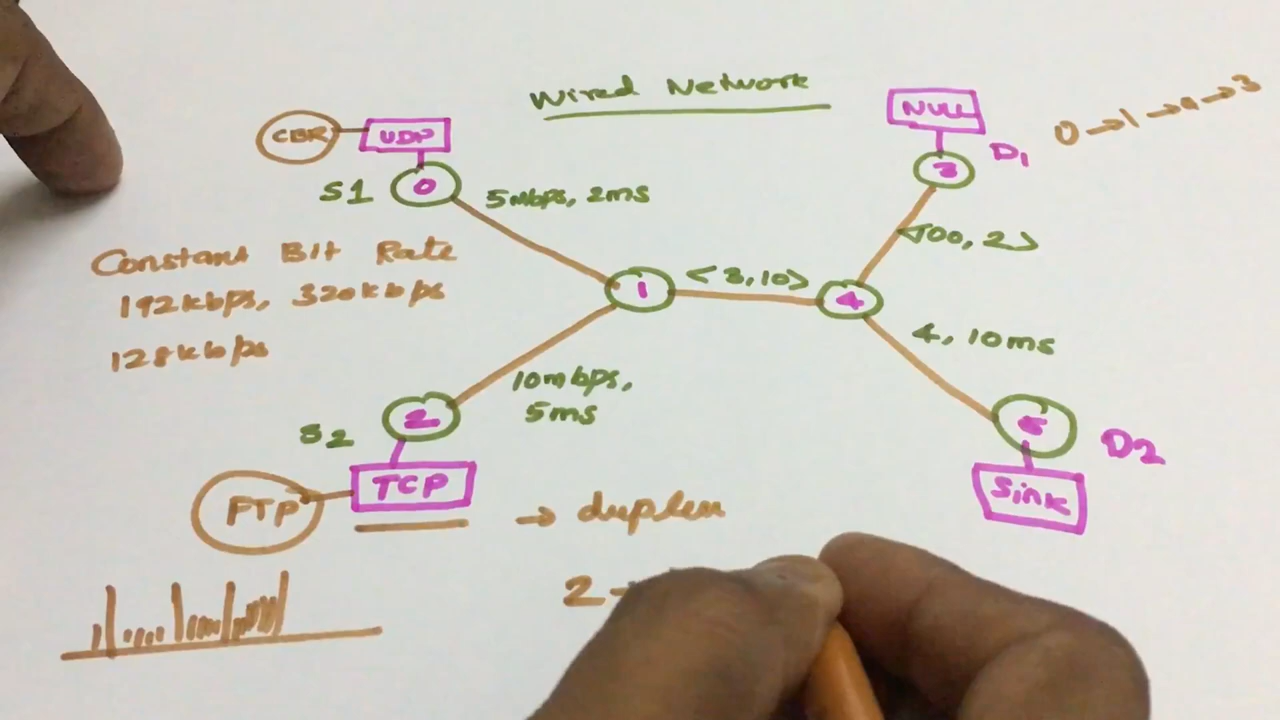 Wired Network
CBR
UDP
0
S1
5Mbps, 2ms
NULL
3
D1
0→1→4→3
<00, 2>
Constant Bit Rate
192kbps, 320kbps
128kbps
1
<3,10>
4
4, 10ms
10mbps,
5ms
2
S2
TCP
FTP
→ duplex
5
D2
Sink
2